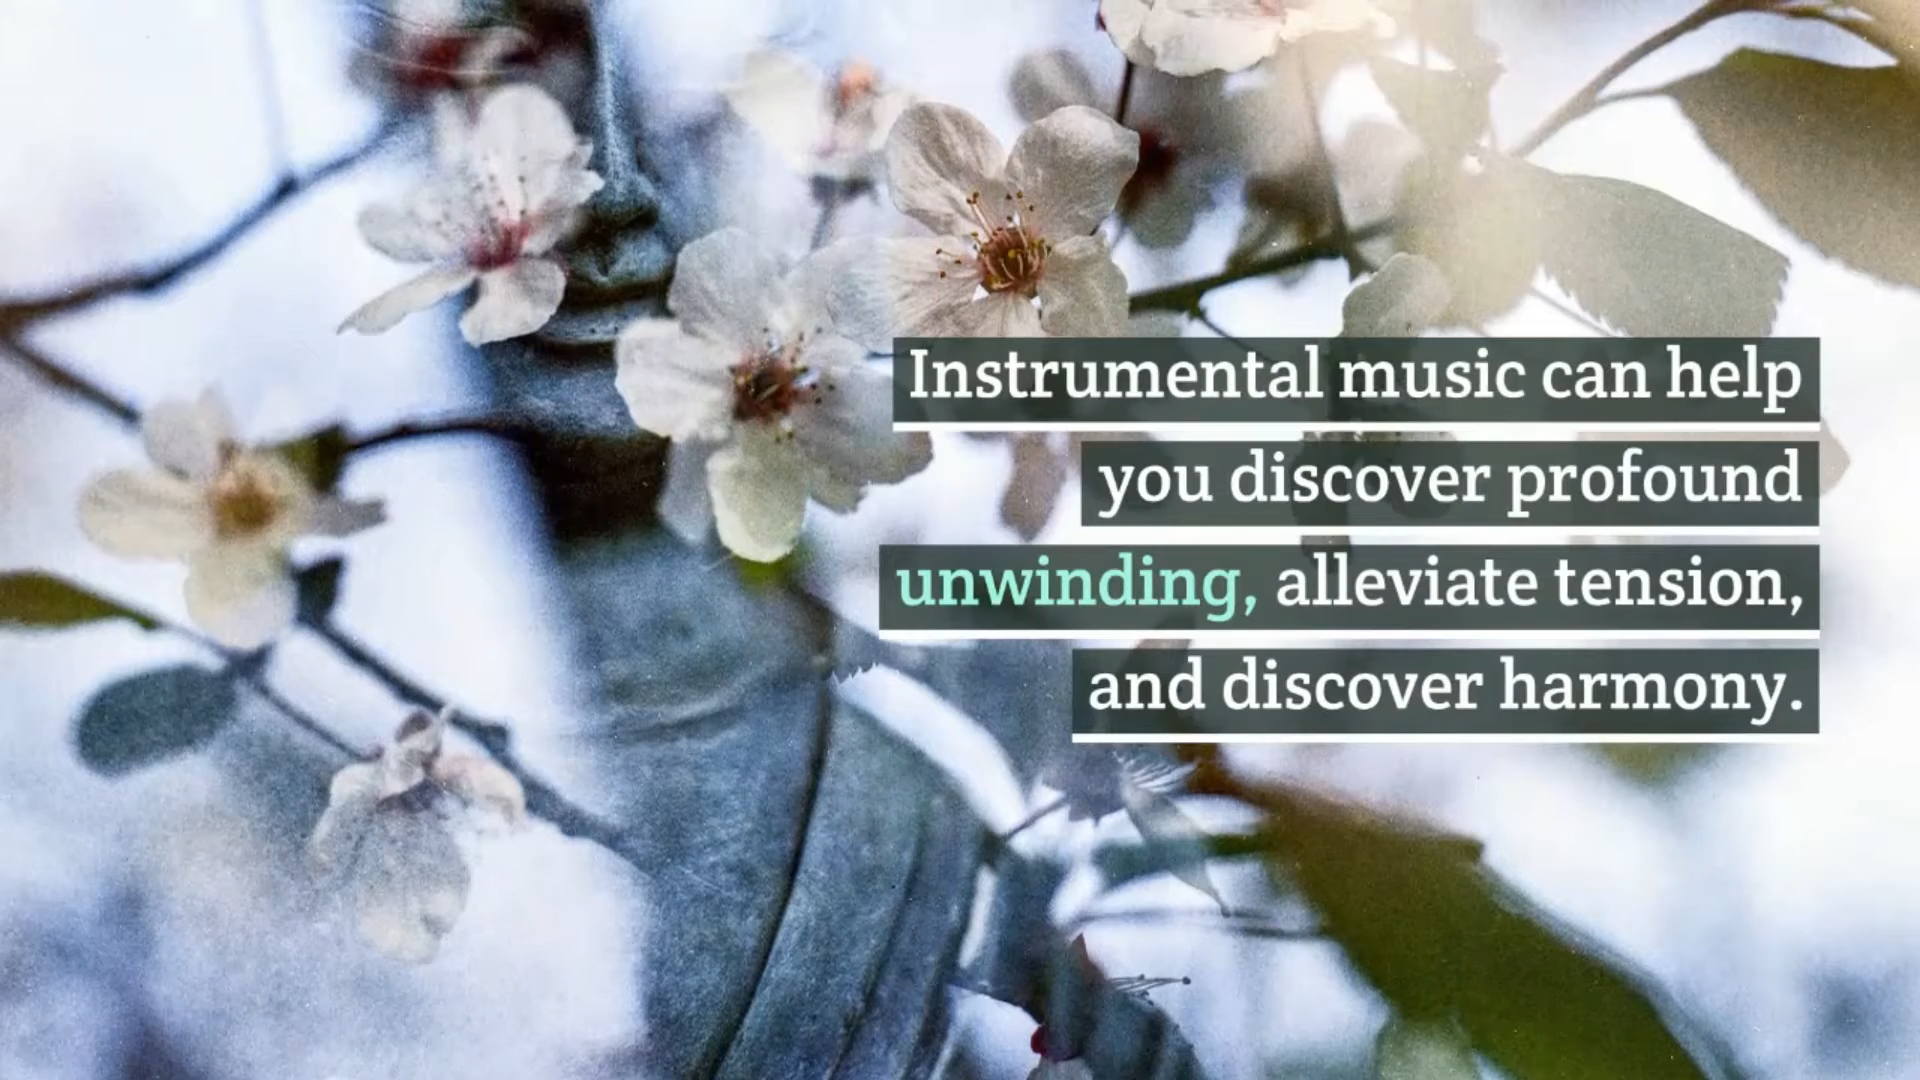 Instrumental music can help
you discover profound
unwinding, alleviate tension,
and discover harmony.